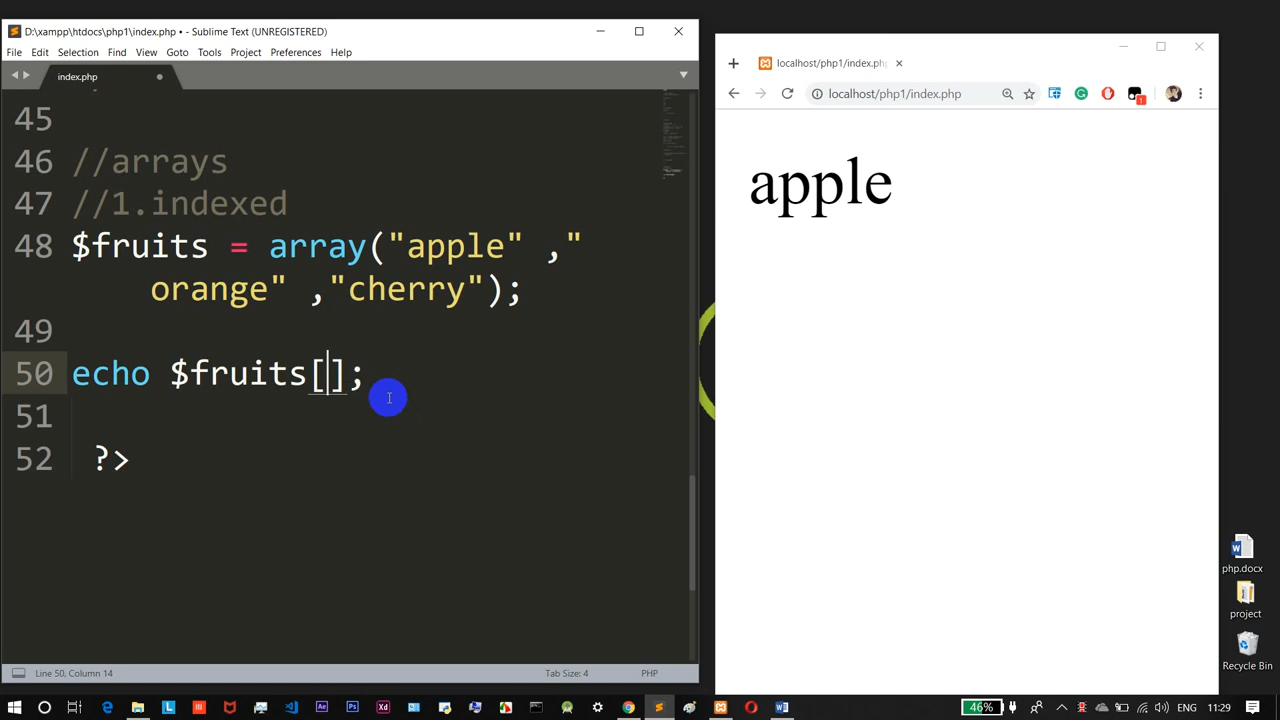 D:\xampp\htdocs\php1\index.php • - Sublime Text (UNREGISTERED)
File Edit Selection Find View Goto Tools Project Preferences Help
index.php
45
46 //arrays
47 //1.indexed
48 $fruits = array("apple" ,"
orange" ,"cherry");
49
50 echo $fruits[];
51
52 ?>
Line 50, Column 14 Tab Size: 4 PHP
localhost/php1/index.php
localhost/php1/index.php
1
apple
php.docx
project
Recycle Bin
46% ENG 11:29